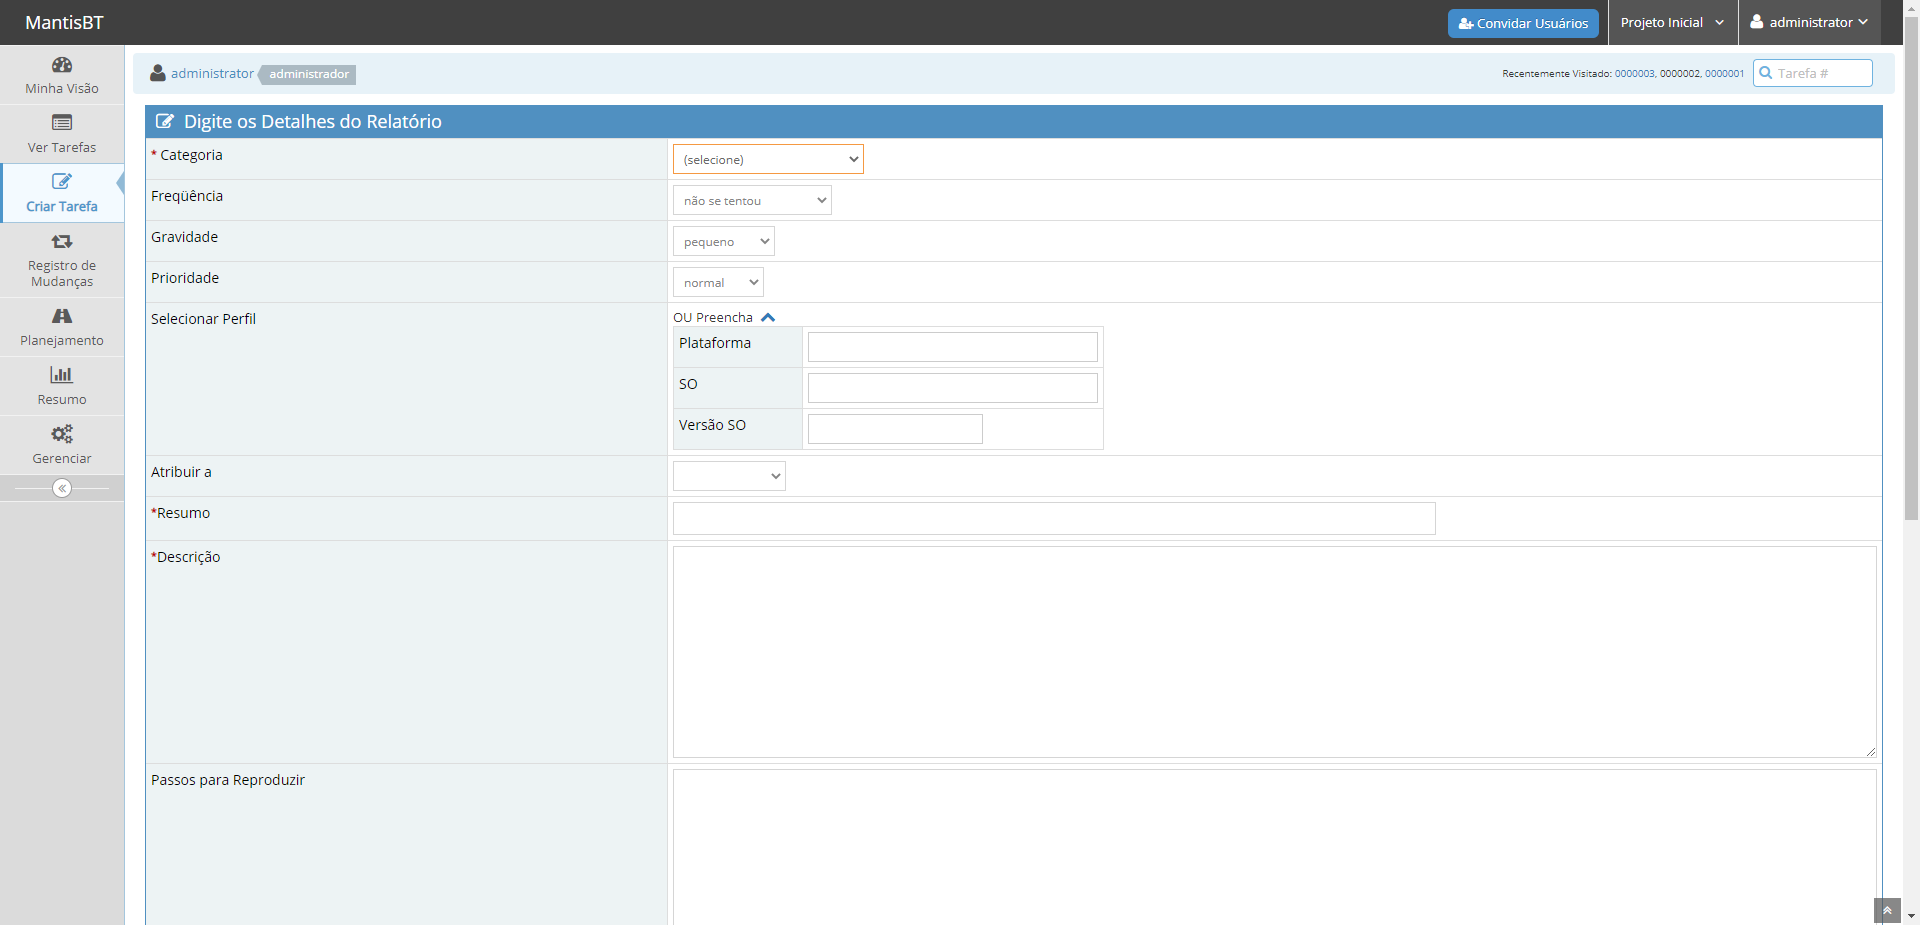 MantisBT
Convidar Usuários
Projeto Inicial
administrator
Minha Visão
Ver Tarefas
Criar Tarefa
Registro de
Mudanças
Planejamento
Resumo
Gerenciar
administrator administrador
Recentemente Visitado: 0000003, 0000002, 0000001
Tarefa #
Digite os Detalhes do Relatório
* Categoria
(selecione)
Freqüência
não se tentou
Gravidade
pequeno
Prioridade
normal
Selecionar Perfil
OU Preencha
Plataforma
SO
Versão SO
Atribuir a
*Resumo
*Descrição
Passos para Reproduzir